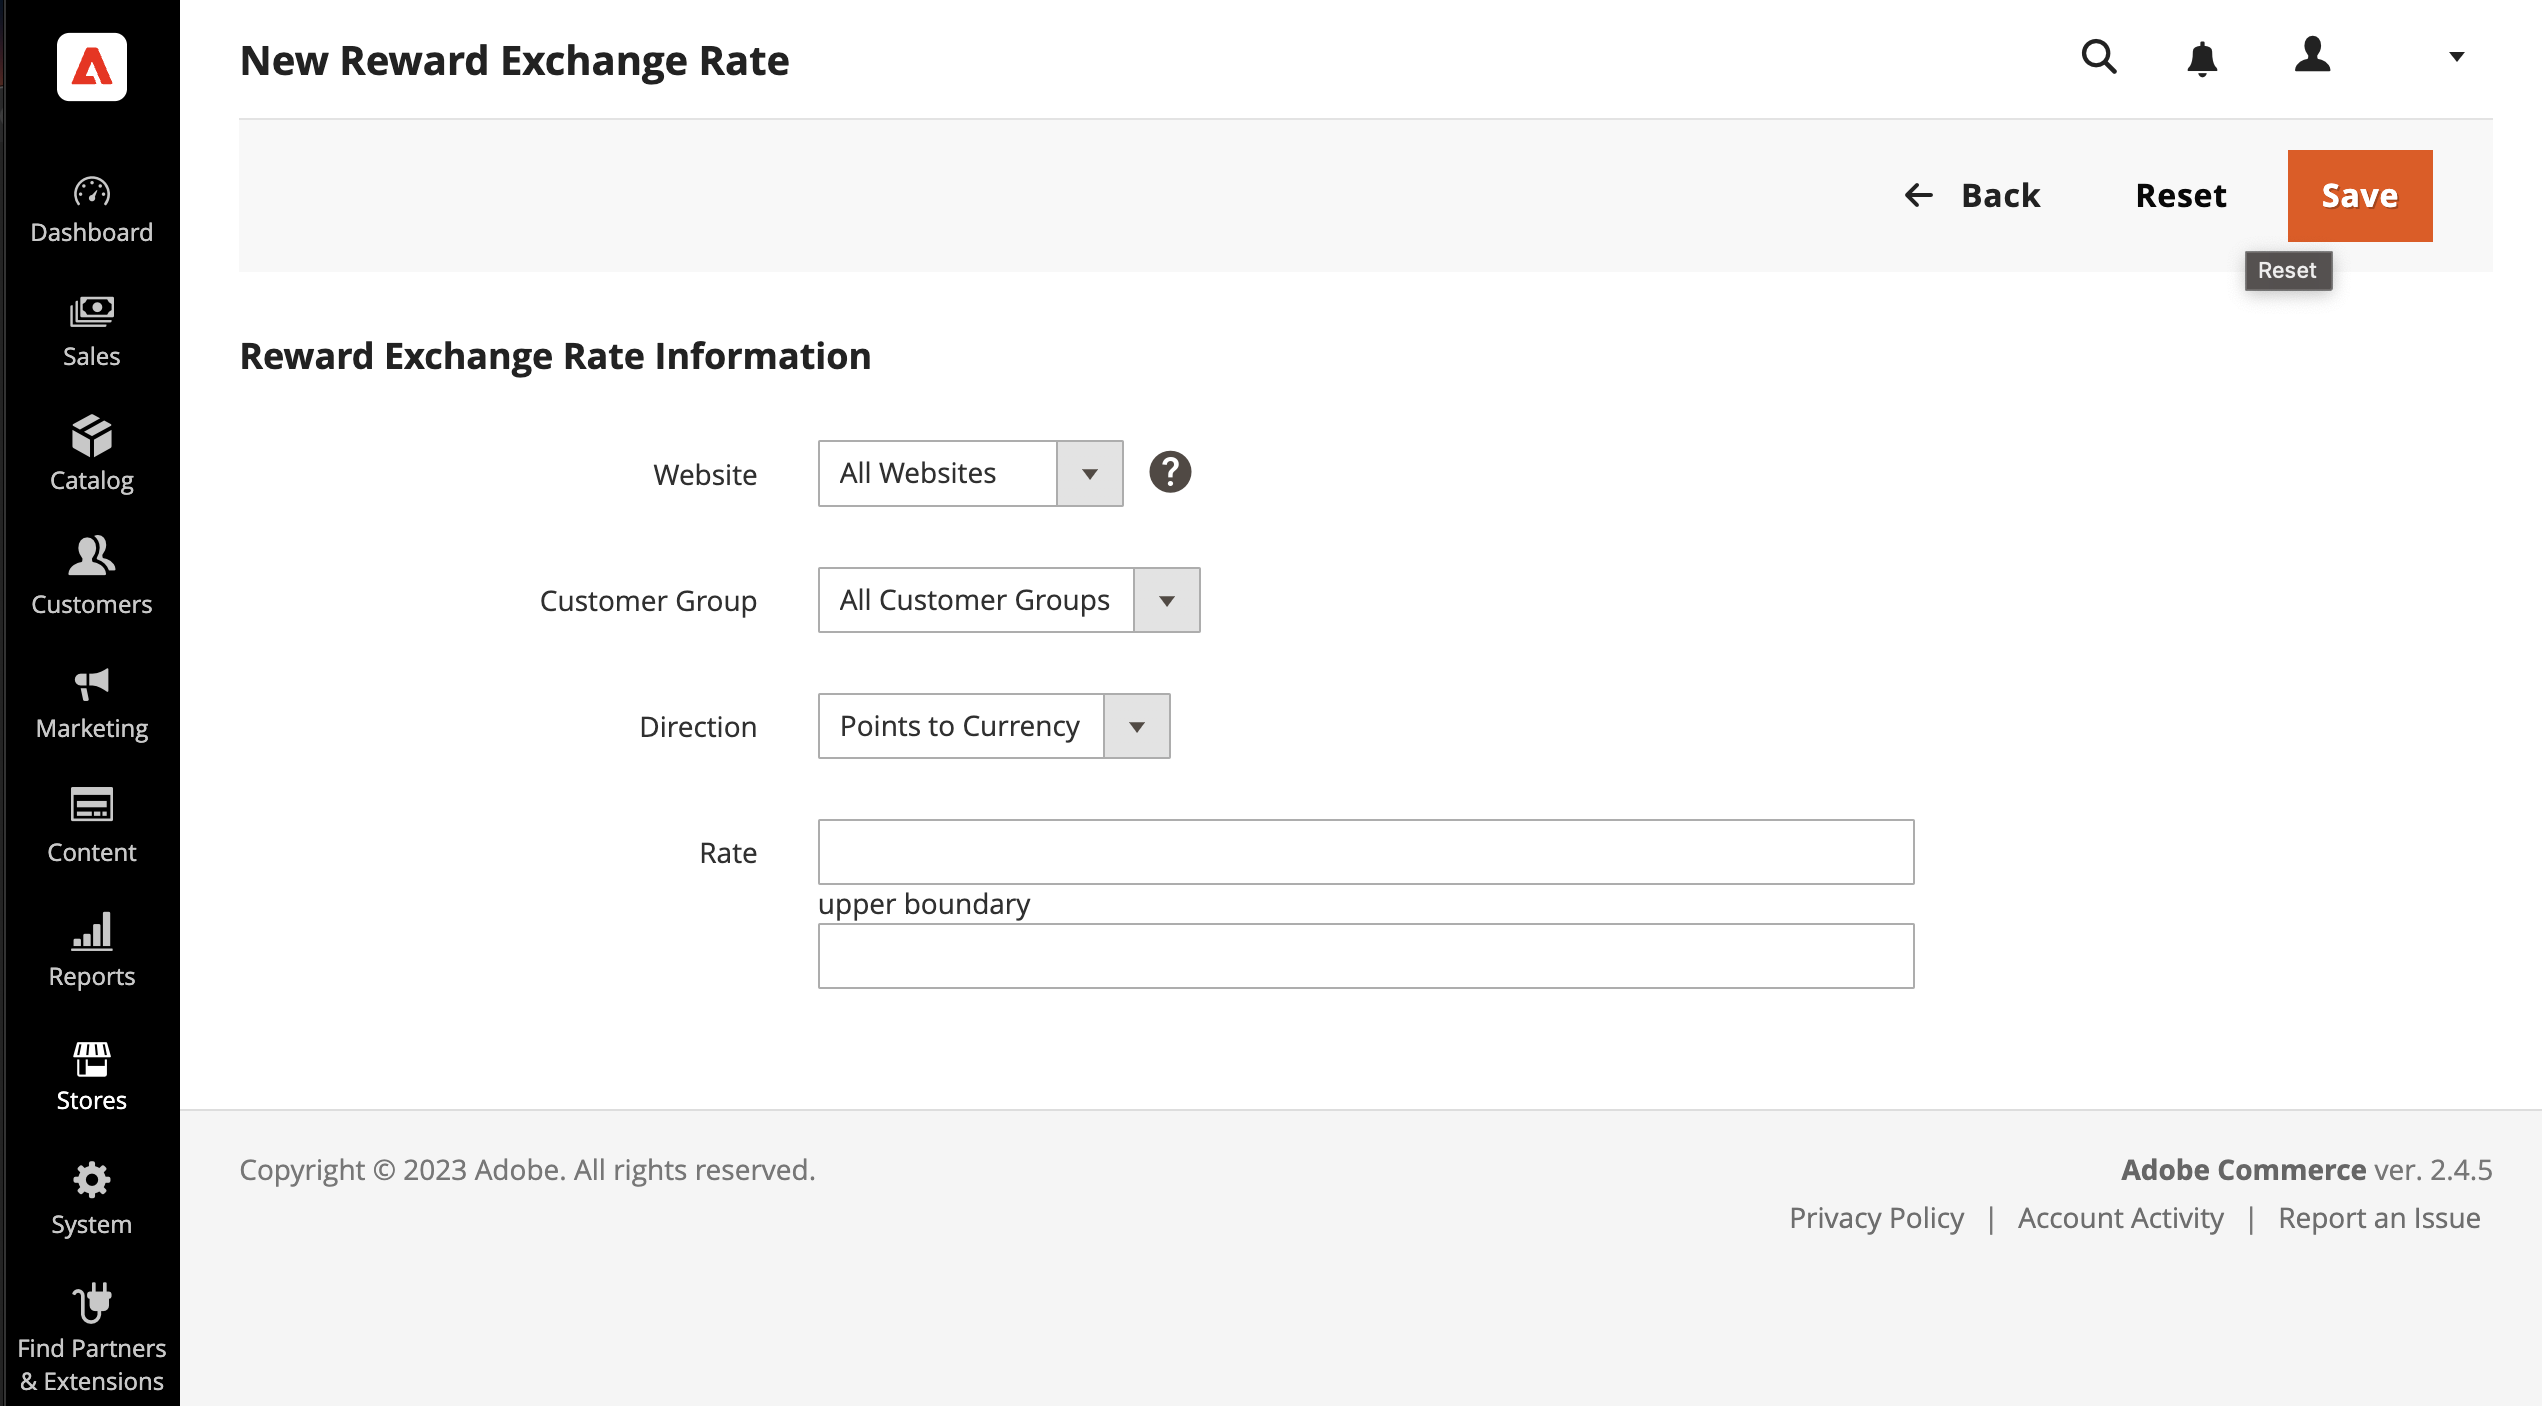 New Reward Exchange Rate
Back
Reset
Save
Reset
Dashboard
Sales
Catalog
Customers
Marketing
Content
Reports
Stores
System
Find Partners
& Extensions
Reward Exchange Rate Information
Website
All Websites
?
Customer Group
All Customer Groups
Direction
Points to Currency
Rate
upper boundary
Copyright © 2023 Adobe. All rights reserved.
Adobe Commerce ver. 2.4.5
Privacy Policy | Account Activity | Report an Issue